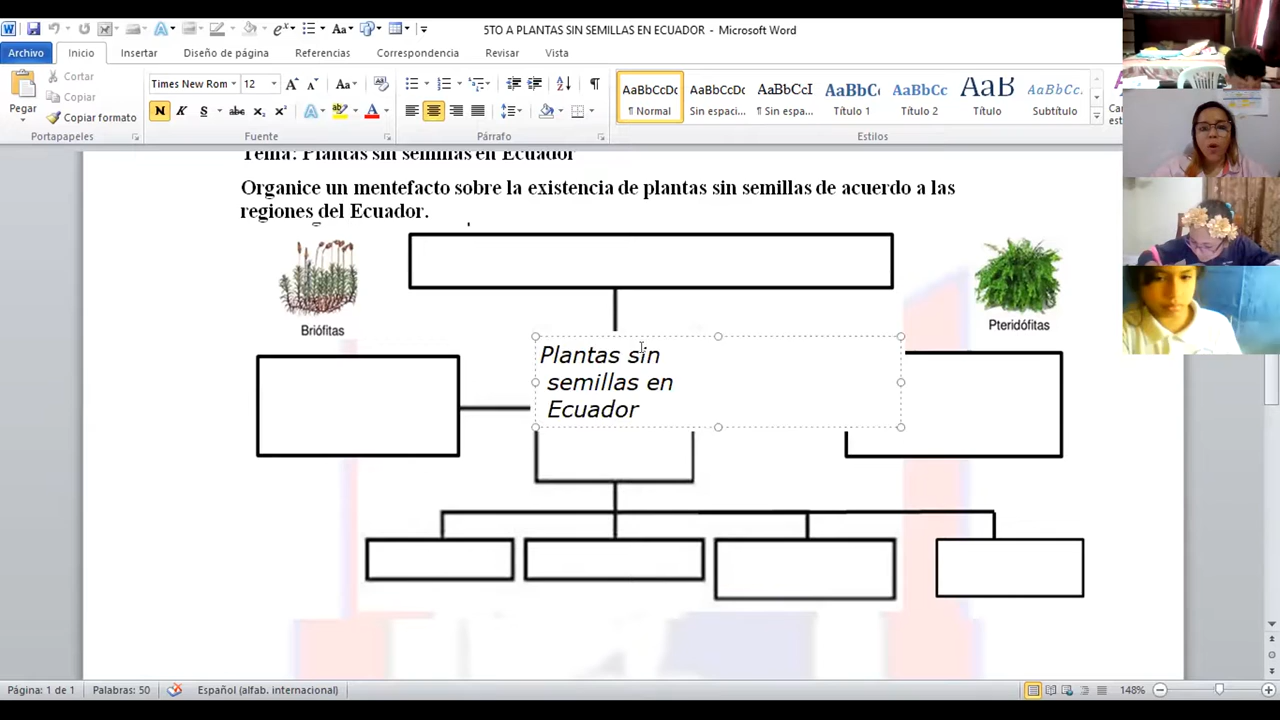 5TO A PLANTAS SIN SEMILLAS EN ECUADOR - Microsoft Word
Archivo Inicio Insertar Diseño de página Referencias Correspondencia Revisar Vista
Pegar
Cortar
Copiar
Copiar formato
Portapapeles
Times New Rom 12
Fuente
Párrafo
AaBbCcDc AaBbCcDc AaBbCcI AaBbCc AaBbCc AaB AaBbCc.
¶ Normal Sin espaci... ¶ Sin espa... Título 1 Título 2 Título Subtítulo
Estilos
Tema: Plantas sin semillas en Ecuador
Organice un mentefacto sobre la existencia de plantas sin semillas de acuerdo a las
regiones del Ecuador.
Briófitas
Pteridófitas
Plantas sin
semillas en
Ecuador
Página: 1 de 1 Palabras: 50 Español (alfab. internacional) 148%